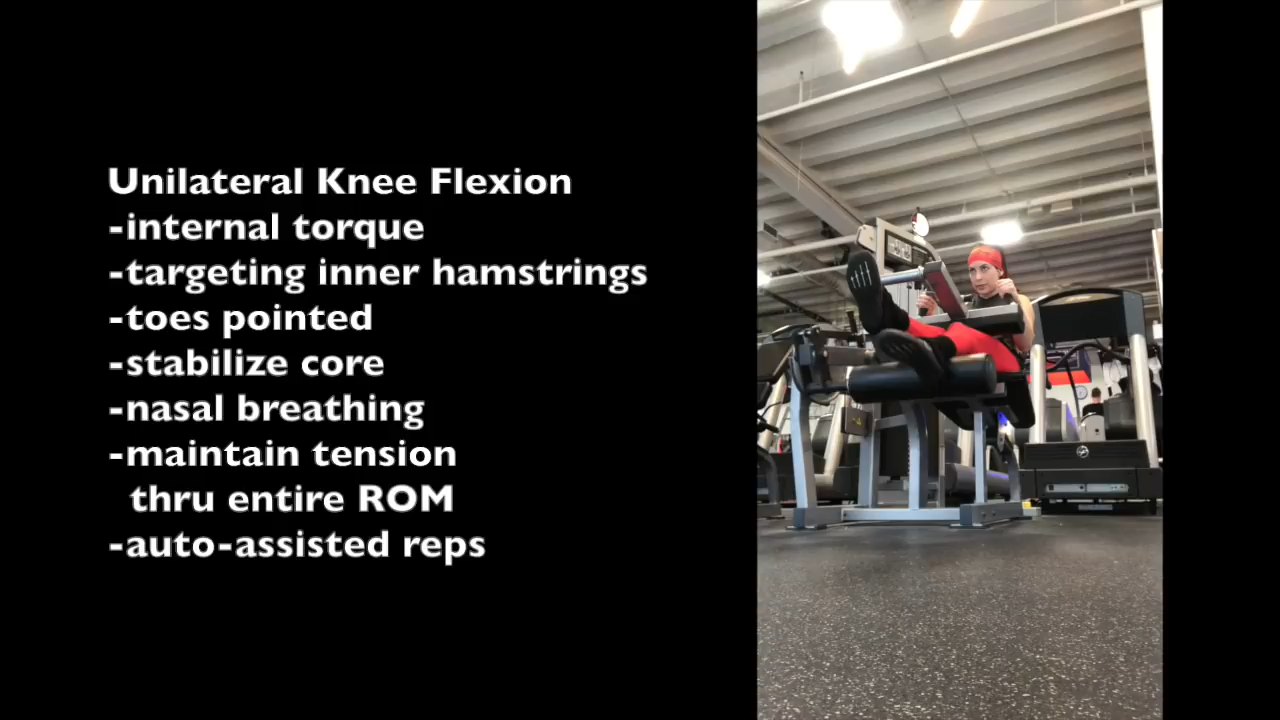 Unilateral Knee Flexion
-internal torque
-targeting inner hamstrings
-toes pointed
-stabilize core
-nasal breathing
-maintain tension
thru entire ROM
-auto-assisted reps